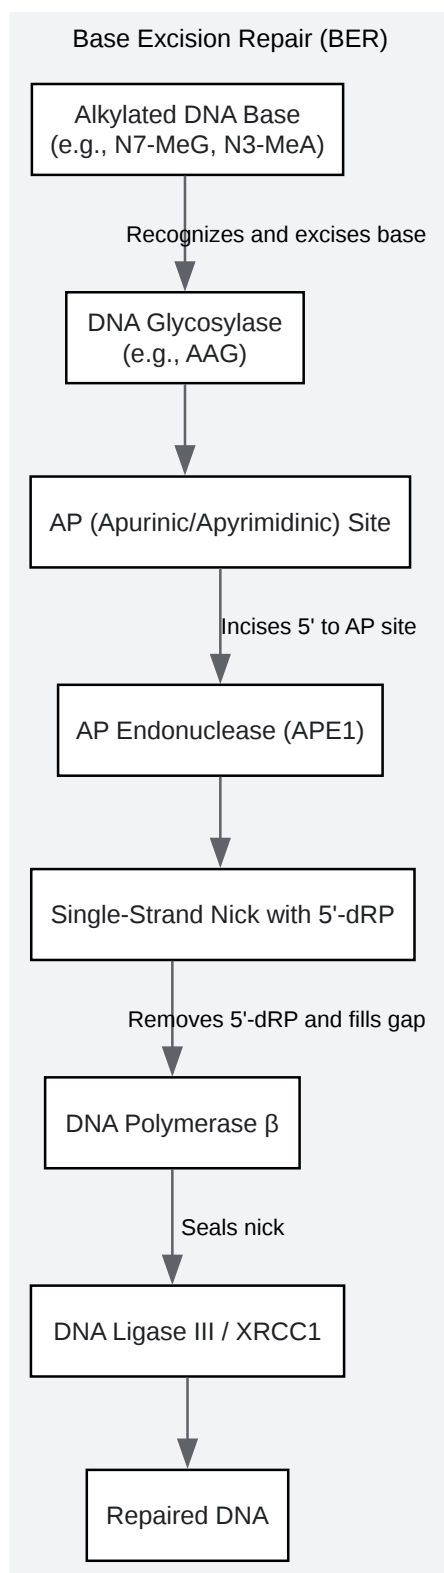 Base Excision Repair (BER)
Alkylated DNA Base
(e.g., N7-MeG, N3-MeA)
Recognizes and excises base
DNA Glycosylase
(e.g., AAG)
AP (Apurinic/Apyrimidinic) Site
Incises 5' to AP site
AP Endonuclease (APE1)
Single-Strand Nick with 5'-dRP
Removes 5'-dRP and fills gap
DNA Polymerase β
Seals nick
DNA Ligase III / XRCC1
Repaired DNA